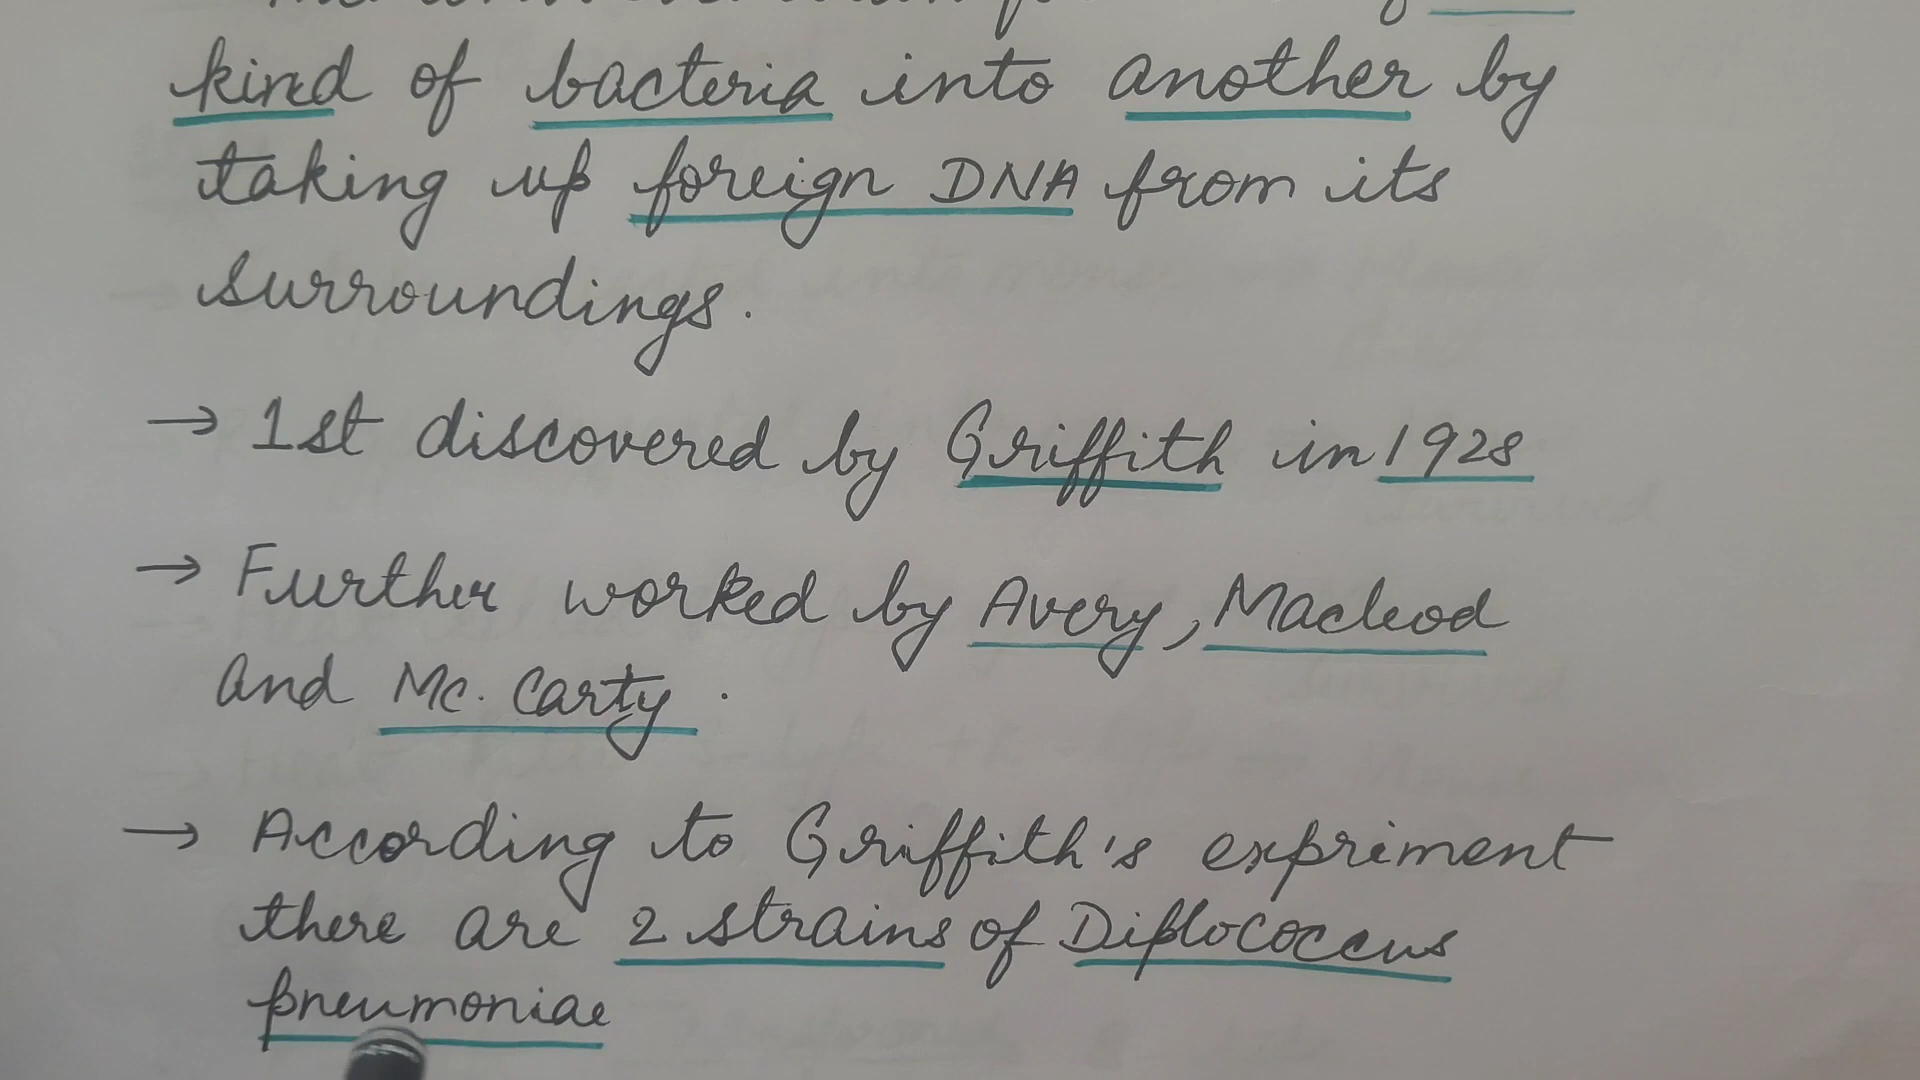 kind of bacteria into another by
taking up foreign DNA from its
surroundings.
→ 1st discovered by Griffith in 1928
→ Further worked by Avery, Macleod
and Mc. Carty.
→ According to Griffith's expriment
there are 2 strains of Diplococcus
pneumoniae